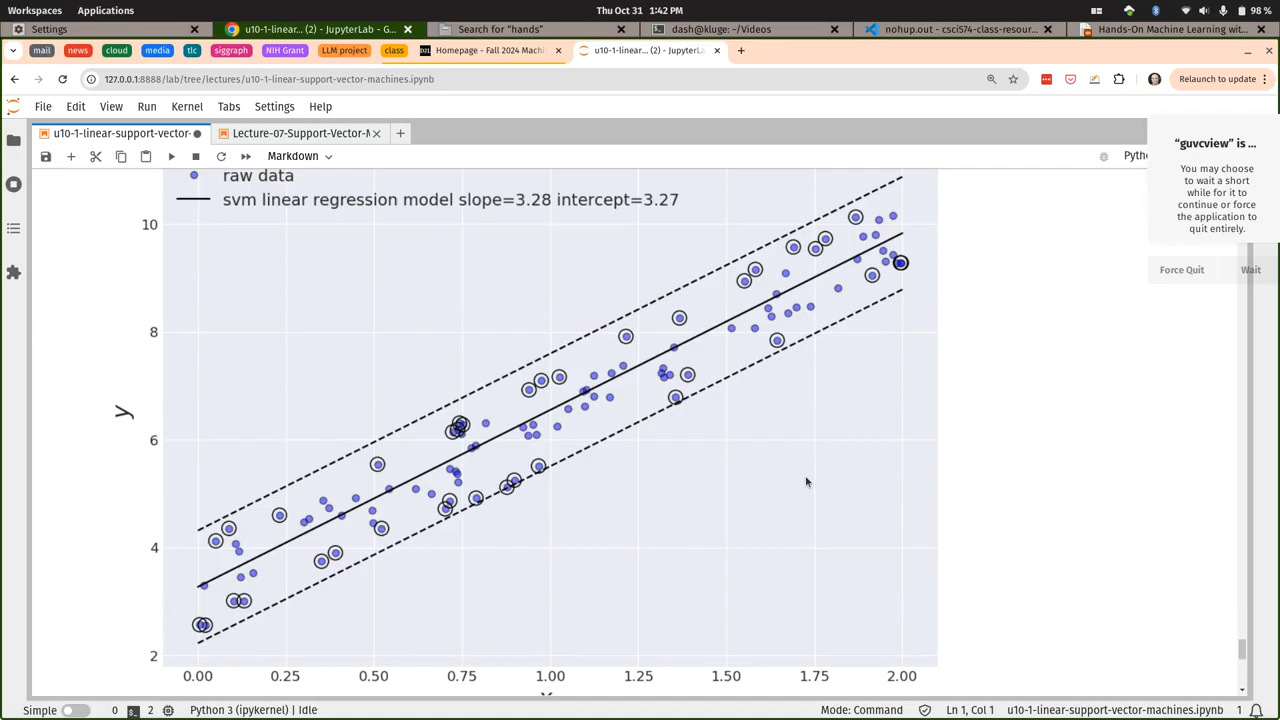 Workspaces Applications Thu Oct 31 1:42 PM 98 %
Settings u10-1-linear... (2) - JupyterLab - G... Search for “hands” dash@kluge: ~/Videos nohup.out - csci574-class-resour... Hands-On Machine Learning wit...
mail news cloud media tlc siggraph NIH Grant LLM project class Homepage - Fall 2024 Machi u10-1-linear... (2) - JupyterLa
127.0.0.1:8888/lab/tree/lectures/u10-1-linear-support-vector-machines.ipynb Relaunch to update
File Edit View Run Kernel Tabs Settings Help
u10-1-linear-support-vector- Lecture-07-Support-Vector-M
Markdown Pytho
“guvcview” is ...
You may choose
to wait a short
while for it to
continue or force
the application to
quit entirely.
Force Quit Wait
raw data
svm linear regression model slope=3.28 intercept=3.27
10
8
6
4
2
y
0.00 0.25 0.50 0.75 1.00 1.25 1.50 1.75 2.00
Simple 0 2 Python 3 (ipykernel) | Idle Mode: Command Ln 1, Col 1 u10-1-linear-support-vector-machines.ipynb 1